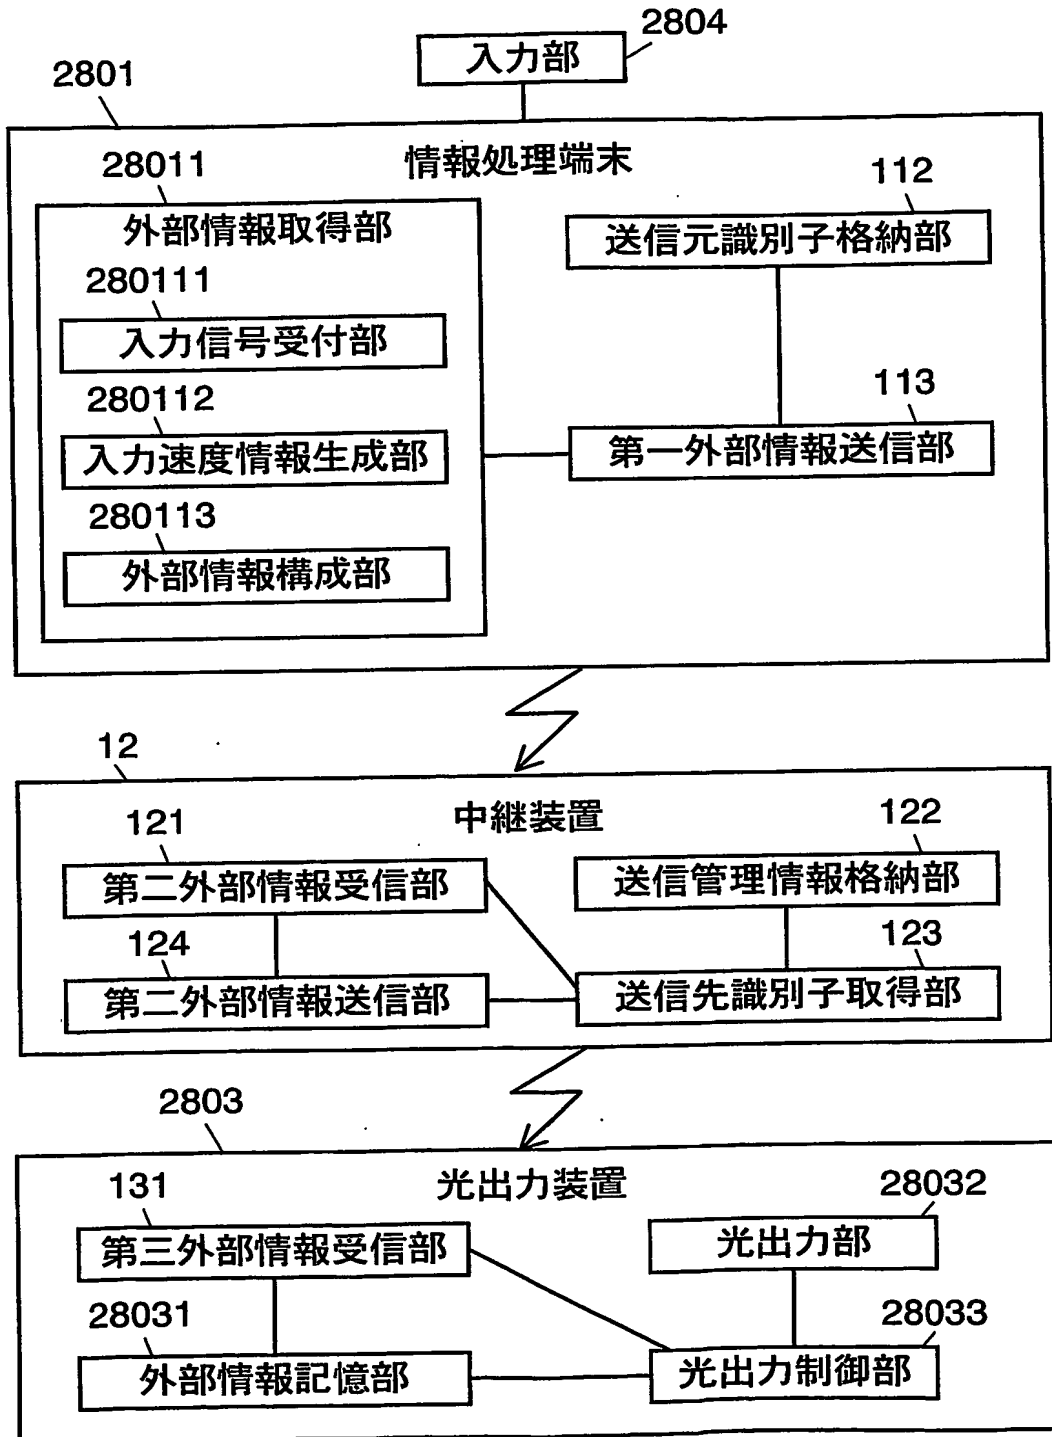 2804
入力部
2801
情報処理端末
28011
外部情報取得部
112
送信元識別子格納部
280111
入力信号受付部
280112
入力速度情報生成部
113
第一外部情報送信部
280113
外部情報構成部
12
中継装置
121
第二外部情報受信部
122
送信管理情報格納部
124
第二外部情報送信部
123
送信先識別子取得部
2803
光出力装置
131
第三外部情報受信部
28032
光出力部
28031
外部情報記憶部
28033
光出力制御部